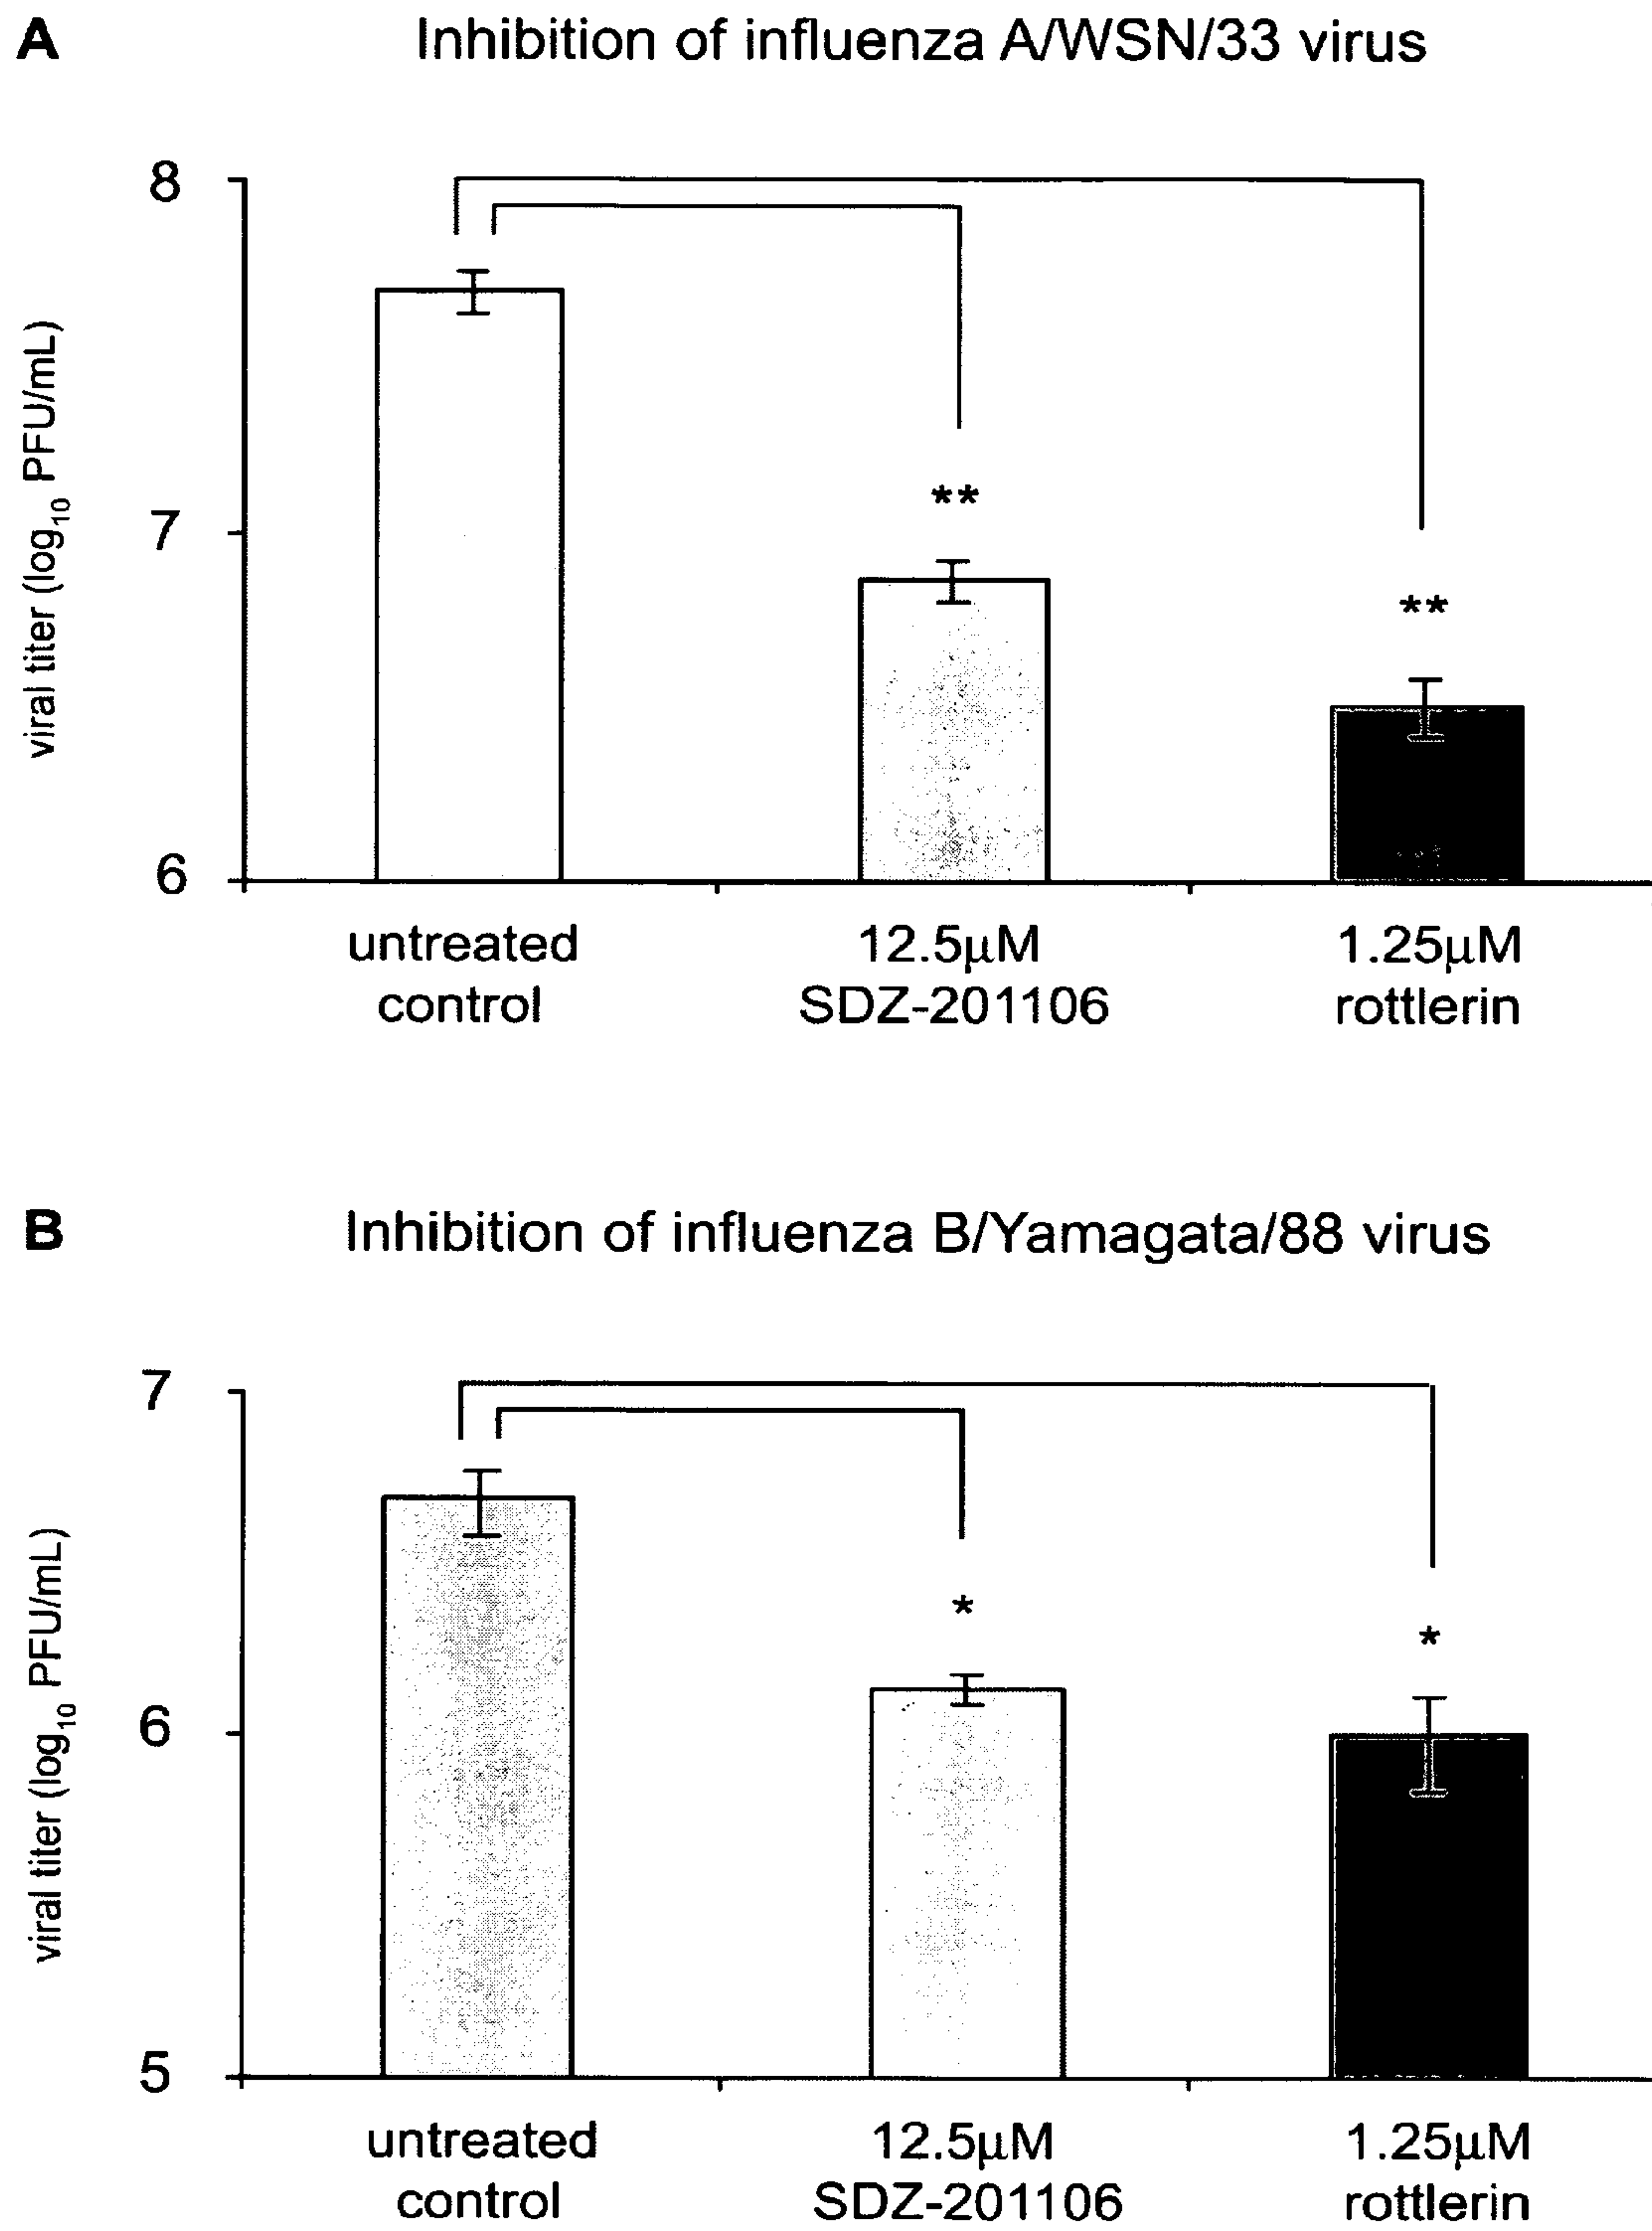 A
Inhibition of influenza A/WSN/33 virus
8
7
6
viral titer (log10 PFU/mL)
**
**
untreated
control
12.5µM
SDZ-201106
1.25µM
rottlerin
B
Inhibition of influenza B/Yamagata/88 virus
7
6
5
viral titer (log10 PFU/mL)
*
*
untreated
control
12.5µM
SDZ-201106
1.25µM
rottlerin